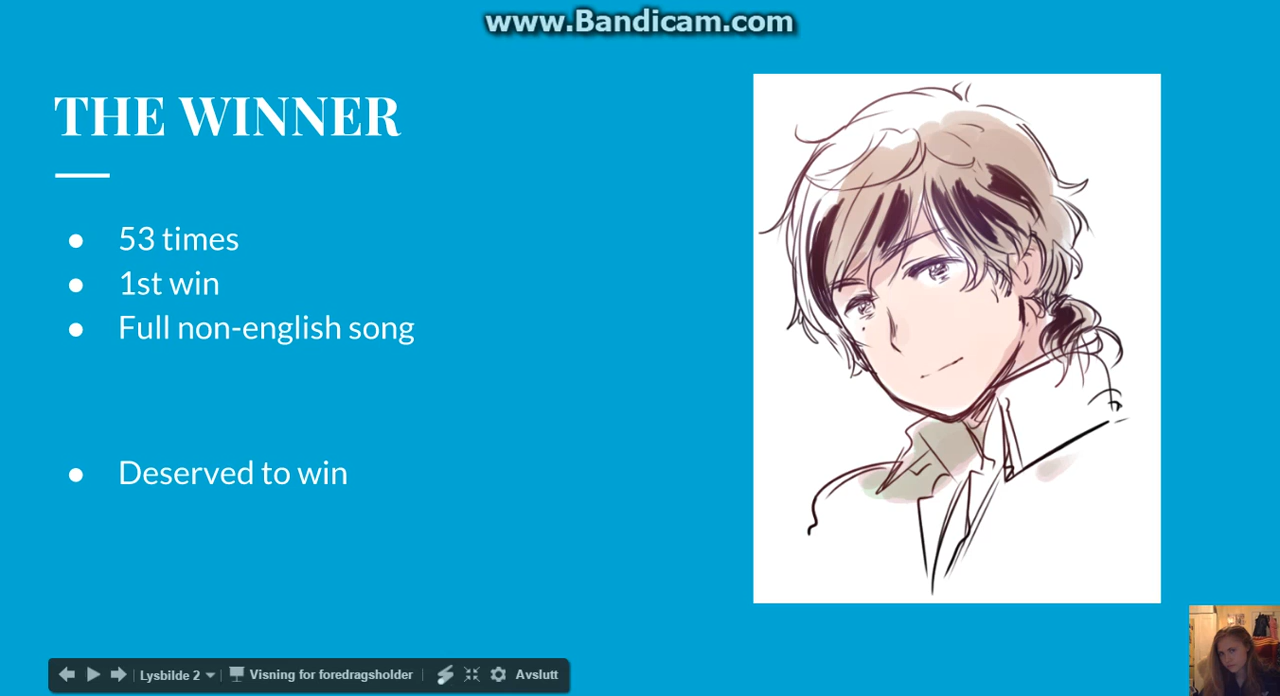 www.Bandicam.com
THE WINNER
● 53 times
● 1st win
● Full non-english song
● Deserved to win
Lysbilde 2
Visning for foredragsholder
Avslutt